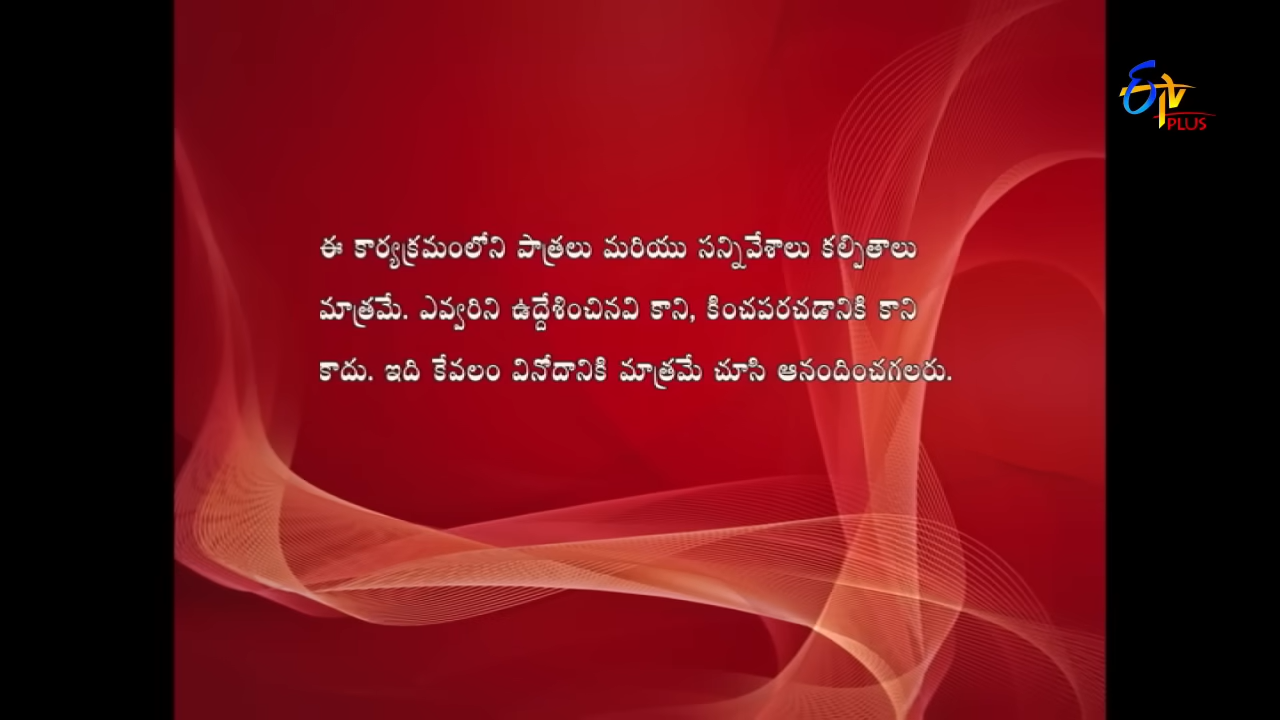 ETV
PLUS
ఈ కార్యక్రమంలోని పాత్రలు మరియు సన్నివేశాలు కల్పితాలు
మాత్రమే. ఎవ్వరిని ఉద్దేశించినవి కాని, కించపరచడానికి కాని
కాదు. ఇది కేవలం వినోదానికి మాత్రమే చూసి ఆనందించగలరు.